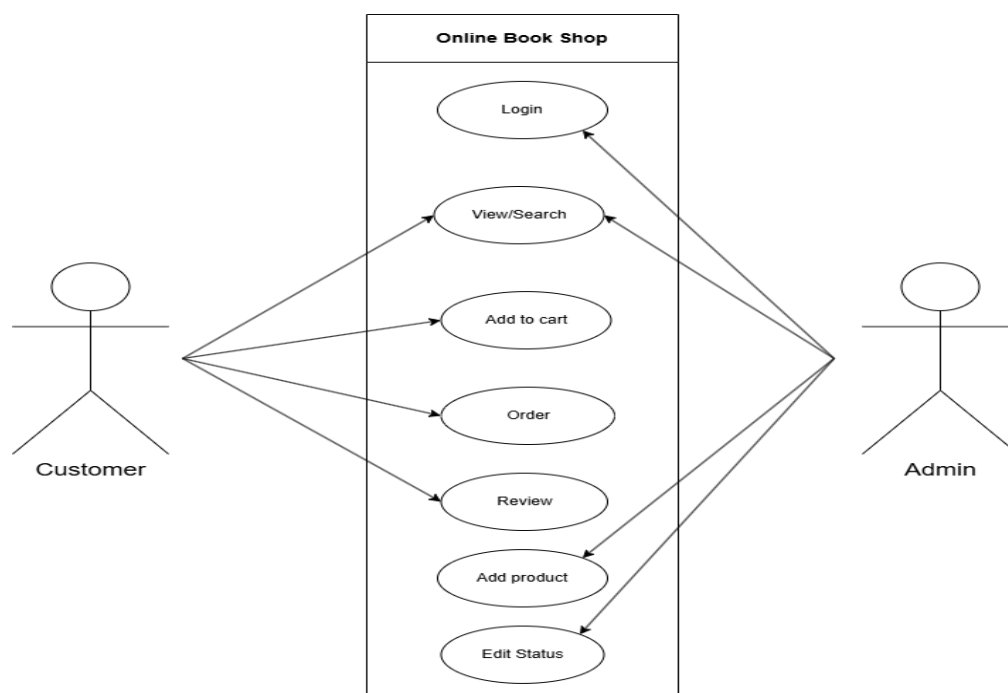 Online Book Shop
Login
View/Search
Add to cart
Order
Review
Add product
Edit Status
Customer
Admin